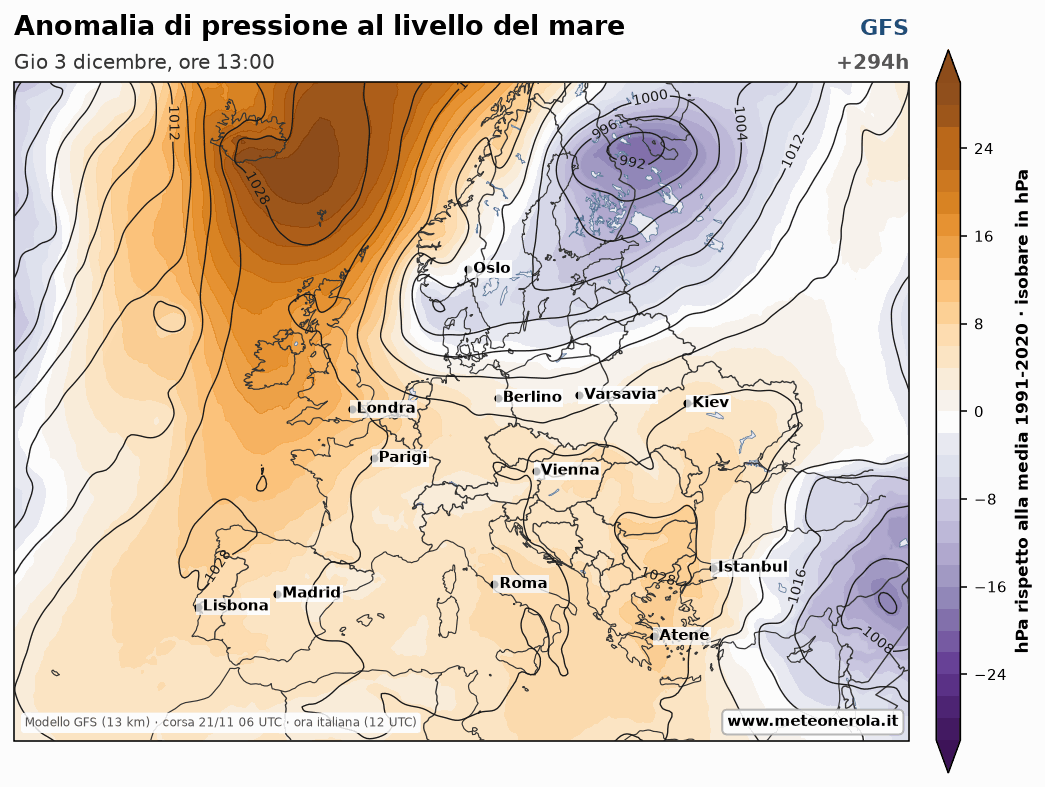 Anomalia di pressione al livello del mare
GFS
Gio 3 dicembre, ore 13:00
+294h
1012
1028
1000
996
992
1004
1012
24
16
8
0
−8
−16
−24
hPa rispetto alla media 1991-2020 · isobare in hPa
Oslo
Berlino
Varsavia
Kiev
Londra
Parigi
Vienna
Istanbul
Roma
Madrid
Lisbona
Atene
1028
1028
1016
1008
Modello GFS (13 km) · corsa 21/11 06 UTC · ora italiana (12 UTC)
www.meteonerola.it